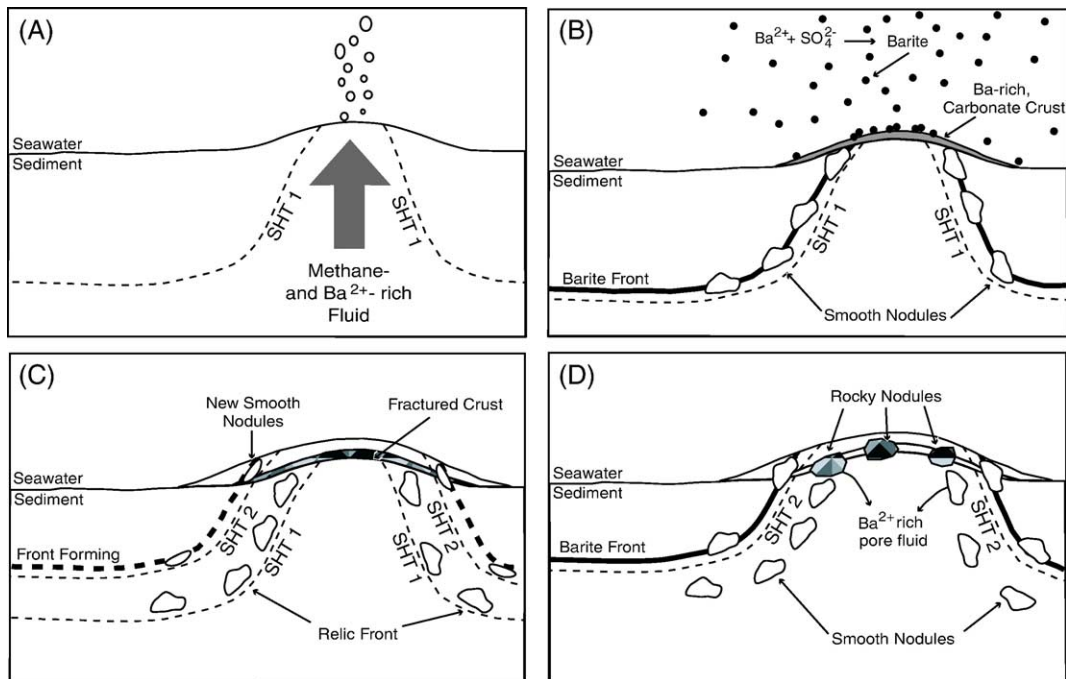 (A)
Seawater
Sediment
SHT 1
SHT 1
Methane-
and Ba2+- rich
Fluid
(B)
Ba2+ + SO42-
Barite
Ba-rich,
Carbonate Crust
Seawater
Sediment
SHT 1
SHT 1
Barite Front
Smooth Nodules
(C)
New Smooth
Nodules
Fractured Crust
Seawater
Sediment
SHT 2
SHT 1
SHT 1
SHT 2
Front Forming
Relic Front
(D)
Rocky Nodules
Seawater
Sediment
SHT 2
SHT 2
Ba2+ rich
pore fluid
Barite Front
Smooth Nodules